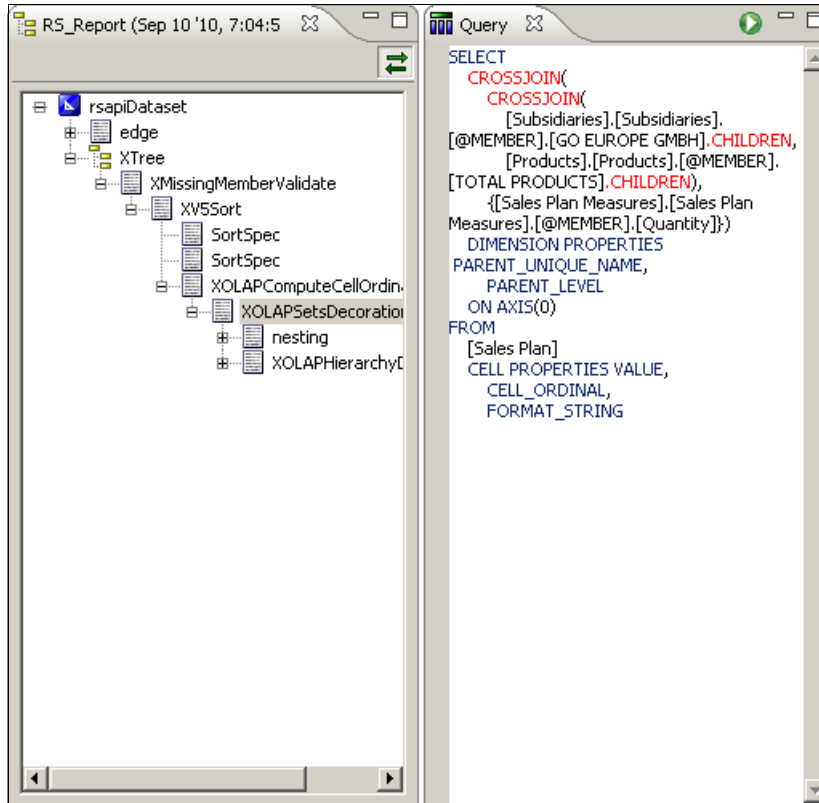 RS_Report (Sep 10 '10, 7:04:5
rsapiDataset
edge
XTree
XMissingMemberValidate
XV5Sort
SortSpec
SortSpec
XOLAPComputeCellOrdin
XOLAPSetsDecoration
nesting
XOLAPHierarchyD
Query
SELECT
CROSSJOIN(
CROSSJOIN(
[Subsidiaries].[Subsidiaries].
[@MEMBER].[GO EUROPE GMBH].CHILDREN,
[Products].[Products].[@MEMBER].
[TOTAL PRODUCTS].CHILDREN),
{[Sales Plan Measures].[Sales Plan
Measures].[@MEMBER].[Quantity]})
DIMENSION PROPERTIES
PARENT_UNIQUE_NAME,
PARENT_LEVEL
ON AXIS(0)
FROM
[Sales Plan]
CELL PROPERTIES VALUE,
CELL_ORDINAL,
FORMAT_STRING